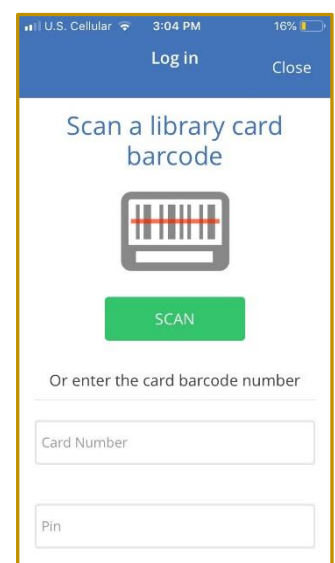 U.S. Cellular 3:04 PM 16%
Log in
Close
Scan a library card
barcode
SCAN
Or enter the card barcode number
Card Number
Pin